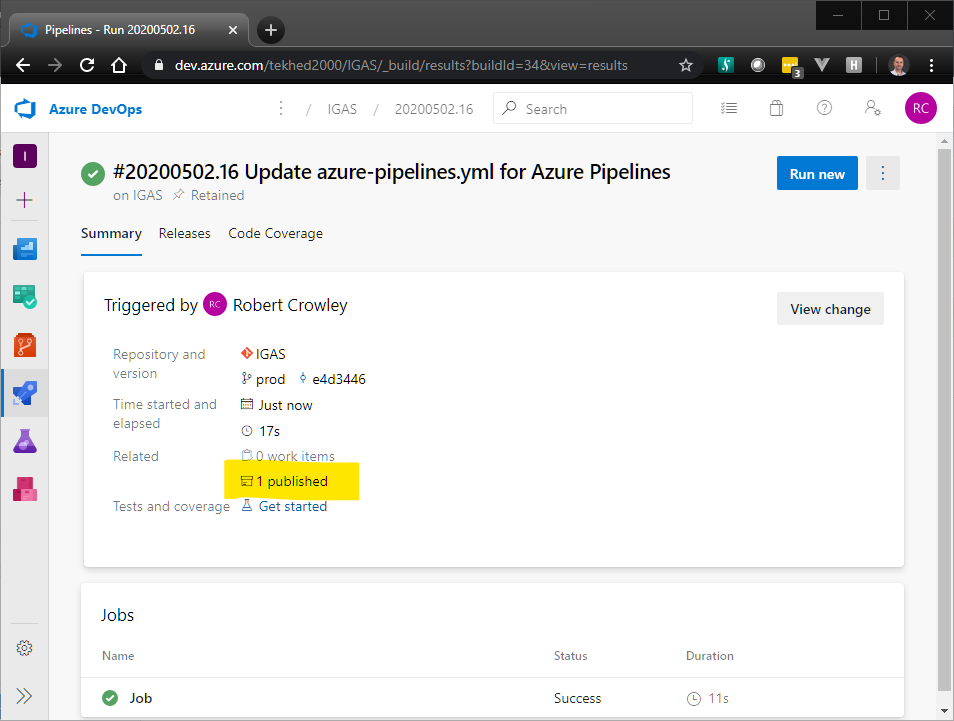 Pipelines - Run 20200502.16
dev.azure.com/tekhed2000/IGAS/_build/results?buildId=34&view=results
3
H
Azure DevOps
/ IGAS / 20200502.16
Search
RC
I
#20200502.16 Update azure-pipelines.yml for Azure Pipelines
on IGAS Retained
Run new
Summary Releases Code Coverage
Triggered by RC Robert Crowley
View change
Repository and version
IGAS
prod e4d3446
Time started and elapsed
Just now
17s
Related
0 work items
1 published
Tests and coverage
Get started
Jobs
Name Status Duration
Job Success 11s